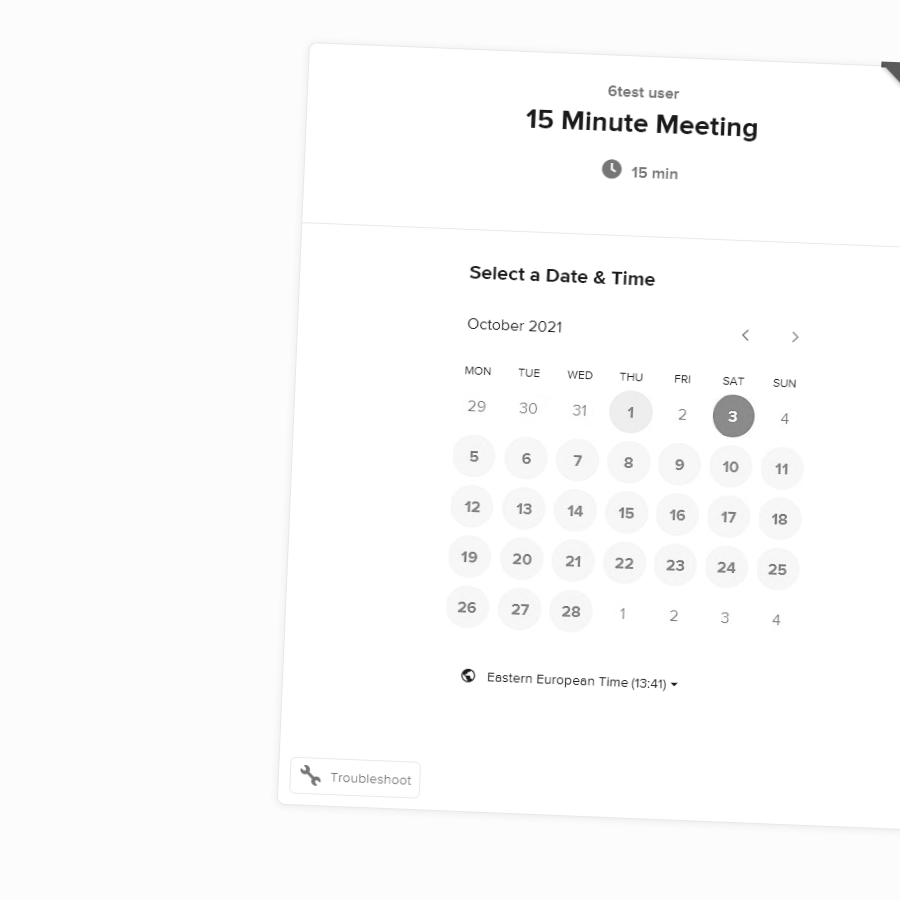 6test user
15 Minute Meeting
15 min
Select a Date & Time
October 2021
MON TUE WED THU FRI SAT SUN
29 30 31 1 2 3 4
5 6 7 8 9 10 11
12 13 14 15 16 17 18
19 20 21 22 23 24 25
26 27 28 1 2 3 4
Eastern European Time (13:41)
Troubleshoot